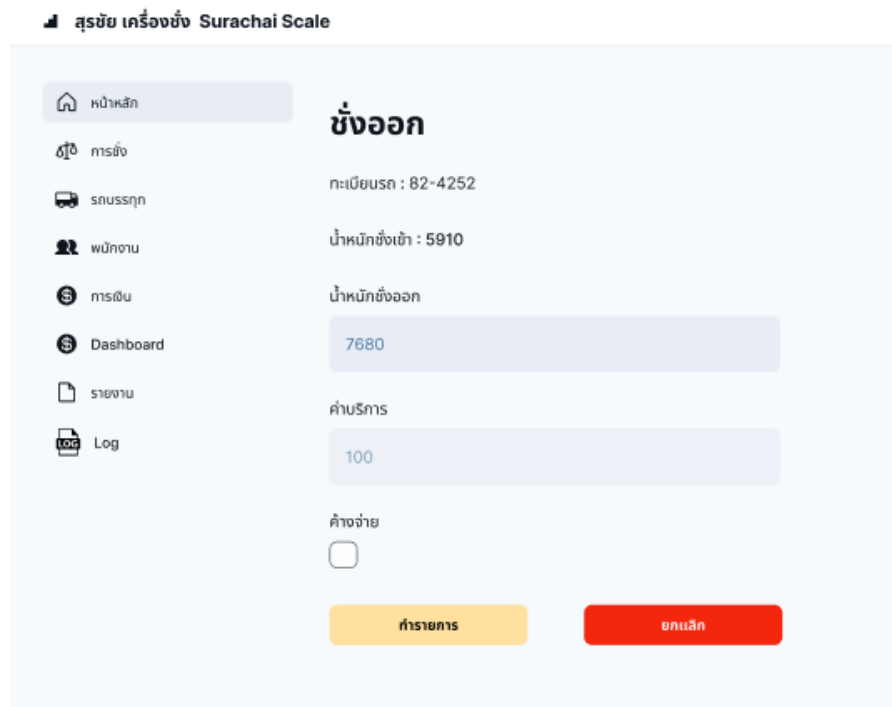 สุรชัย เครื่องชั่ง Surachai Scale
หน้าหลัก
การชั่ง
รถบรรทุก
พนักงาน
การเงิน
Dashboard
รายงาน
LOG Log
ชั่งออก
ทะเบียนรถ : 82-4252
น้ำหนักชั่งเข้า : 5910
น้ำหนักชั่งออก
7680
ค่าบริการ
100
ค้างจ่าย
ทำรายการ
ยกแลิก